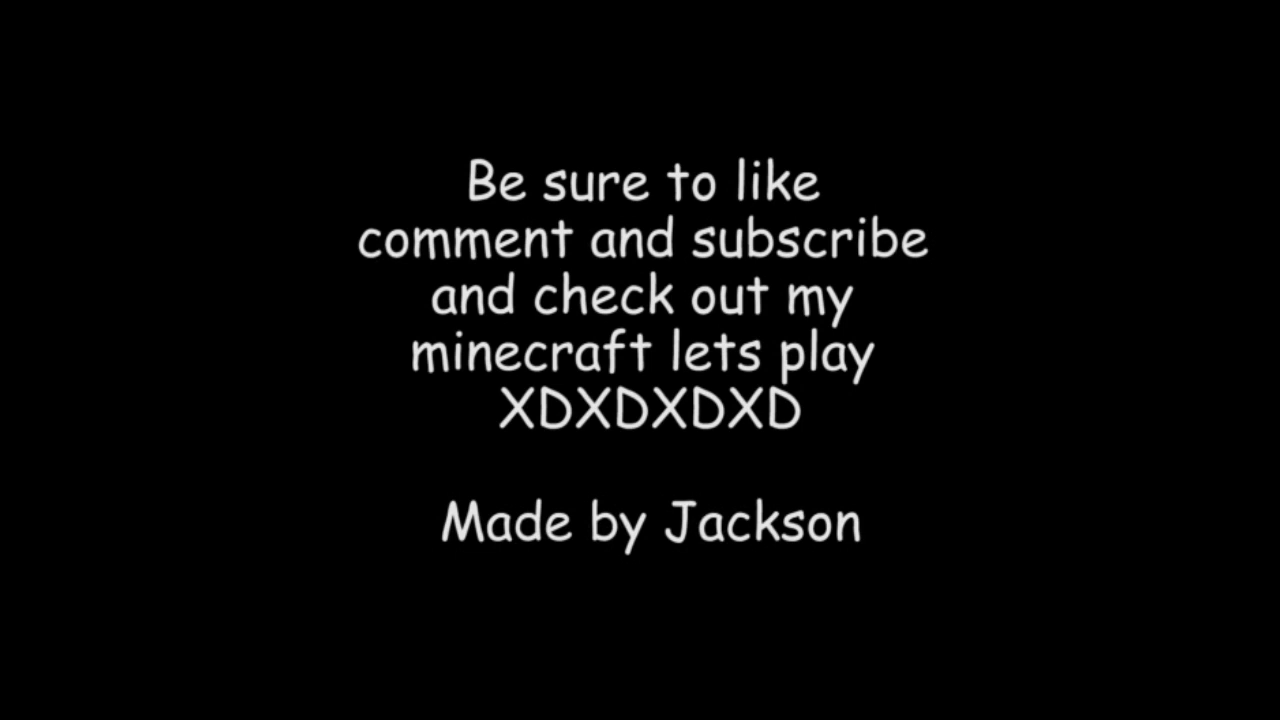 Be sure to like
comment and subscribe
and check out my
minecraft lets play
XDXDXDXD
Made by Jackson